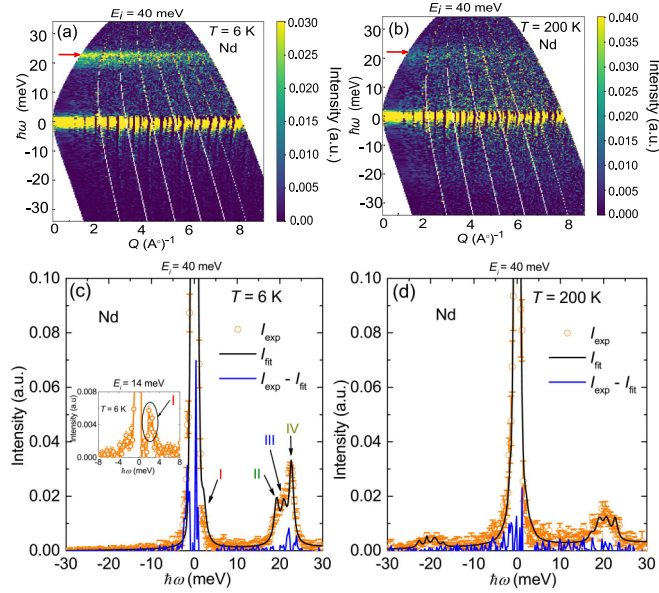 E_i = 40 meV
(a)
T = 6 K
Nd
30
20
10
0
-10
-20
-30
ħω (meV)
0 2 4 6 8
Q (A°)⁻¹
0.030
0.025
0.020
0.015
0.010
0.005
0.000
Intensity (a.u.)
E_i = 40 meV
(b)
T = 200 K
Nd
30
20
10
0
-10
-20
-30
ħω (meV)
0 2 4 6 8
Q (A°)⁻¹
0.040
0.035
0.030
0.025
0.020
0.015
0.010
0.005
0.000
Intensity (a.u.)
E_i = 40 meV
(c)
T = 6 K
Nd
I_exp
I_fit
I_exp - I_fit
E_i = 14 meV
T = 6 K
I
0.008
0.004
0.000
Intensity (a.u)
-8 -4 0 4 8
ħω (meV)
I
II
III
IV
0.10
0.08
0.06
0.04
0.02
0.00
Intensity (a.u.)
-30 -20 -10 0 10 20 30
ħω (meV)
E_i = 40 meV
(d)
T = 200 K
Nd
I_exp
I_fit
I_exp - I_fit
0.10
0.08
0.06
0.04
0.02
0.00
Intensity (a.u.)
-30 -20 -10 0 10 20 30
ħω (meV)